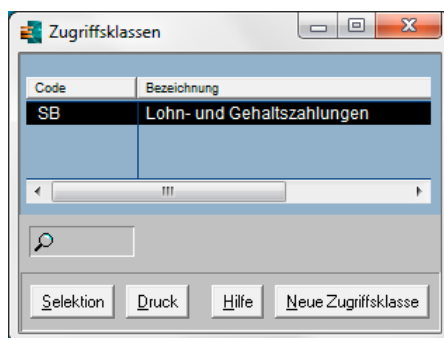 Zugriffsklassen
Code Bezeichnung
SB Lohn- und Gehaltszahlungen
Selektion Druck Hilfe Neue Zugriffsklasse